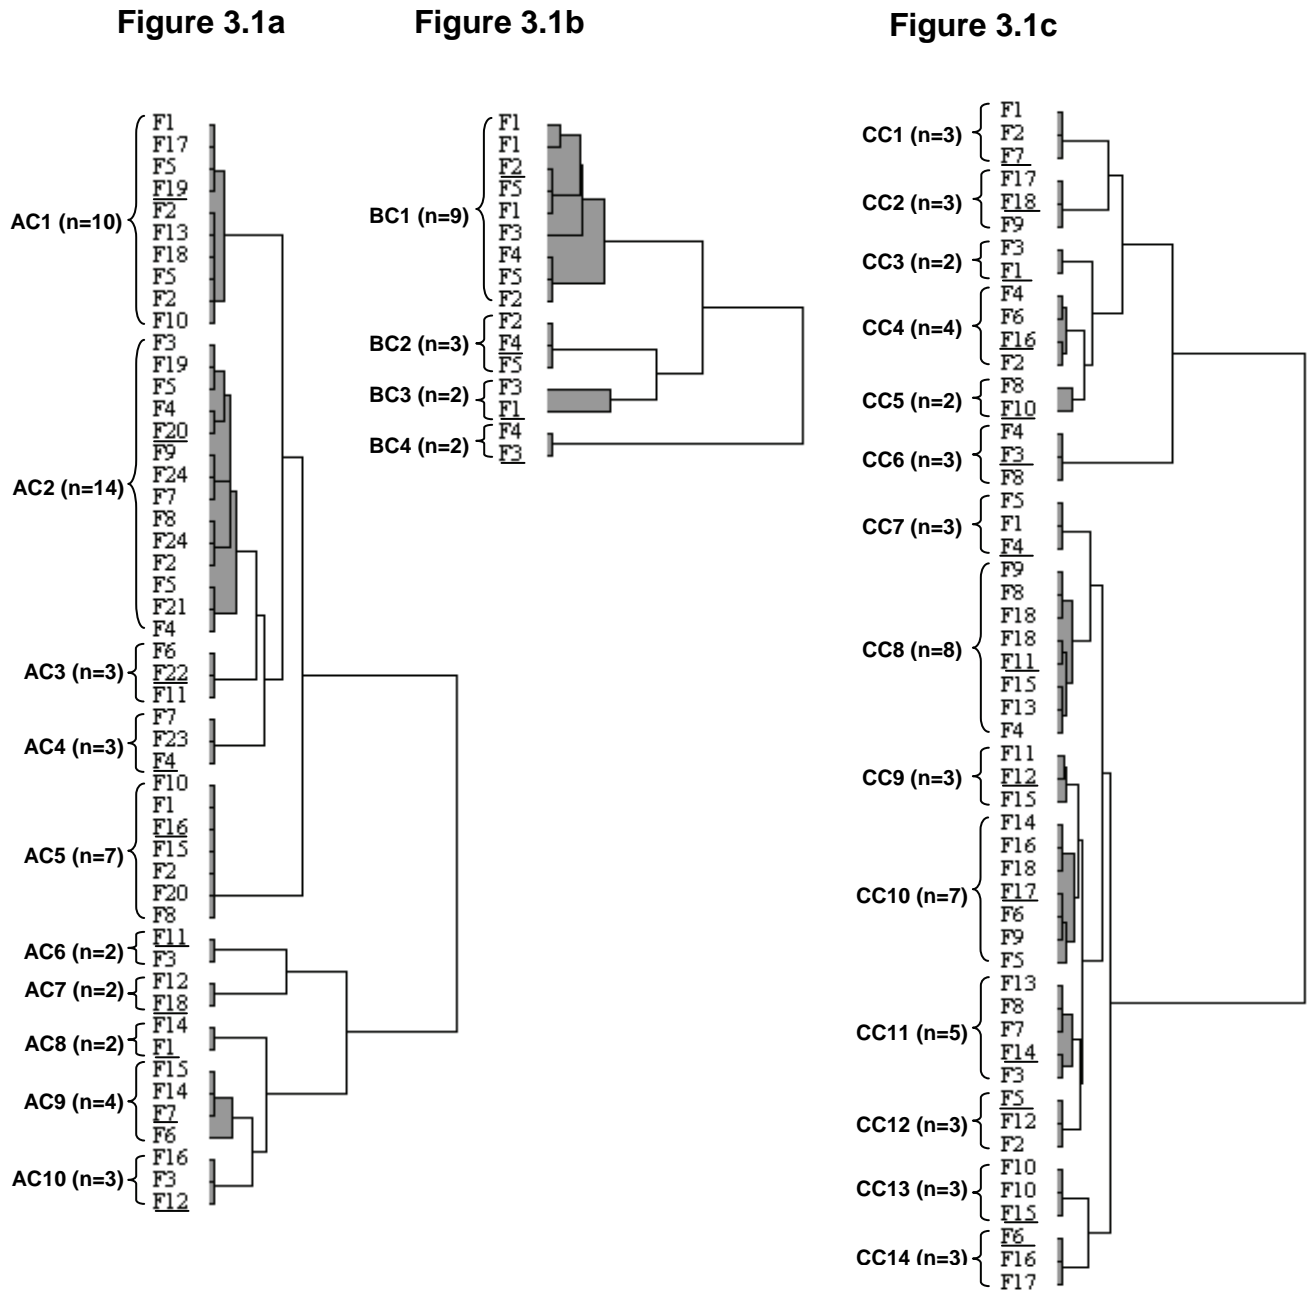 Figure 3.1a
Figure 3.1b
Figure 3.1c
AC1 (n=10)
F1
F17
F5
F19
F2
F13
F18
F5
F2
F10
AC2 (n=14)
F3
F19
F5
F4
F20
F9
F24
F7
F8
F24
F2
F5
F21
F4
AC3 (n=3)
F6
F22
F11
AC4 (n=3)
F7
F23
F4
AC5 (n=7)
F10
F1
F16
F15
F2
F20
F8
AC6 (n=2)
F11
F3
AC7 (n=2)
F12
F18
AC8 (n=2)
F14
F1
AC9 (n=4)
F15
F14
F7
F6
AC10 (n=3)
F16
F3
F12
BC1 (n=9)
F1
F1
F2
F5
F1
F3
F4
F5
F2
BC2 (n=3)
F2
F4
F5
BC3 (n=2)
F3
F1
BC4 (n=2)
F4
F3
CC1 (n=3)
F1
F2
F7
CC2 (n=3)
F17
F18
F9
CC3 (n=2)
F3
F1
CC4 (n=4)
F4
F6
F16
F2
CC5 (n=2)
F8
F10
CC6 (n=3)
F4
F3
F8
CC7 (n=3)
F5
F1
F4
CC8 (n=8)
F9
F8
F18
F18
F11
F15
F13
F4
CC9 (n=3)
F11
F12
F15
CC10 (n=7)
F14
F16
F18
F17
F6
F9
F5
CC11 (n=5)
F13
F8
F7
F14
F3
CC12 (n=3)
F5
F12
F2
CC13 (n=3)
F10
F10
F15
CC14 (n=3)
F6
F16
F17